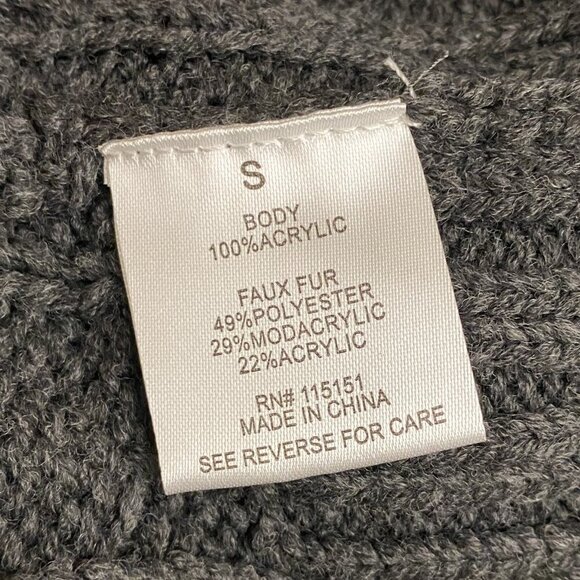 S
BODY
100%ACRYLIC
FAUX FUR
49%POLYESTER
29%MODACRYLIC
22%ACRYLIC
RN# 115151
MADE IN CHINA
SEE REVERSE FOR CARE